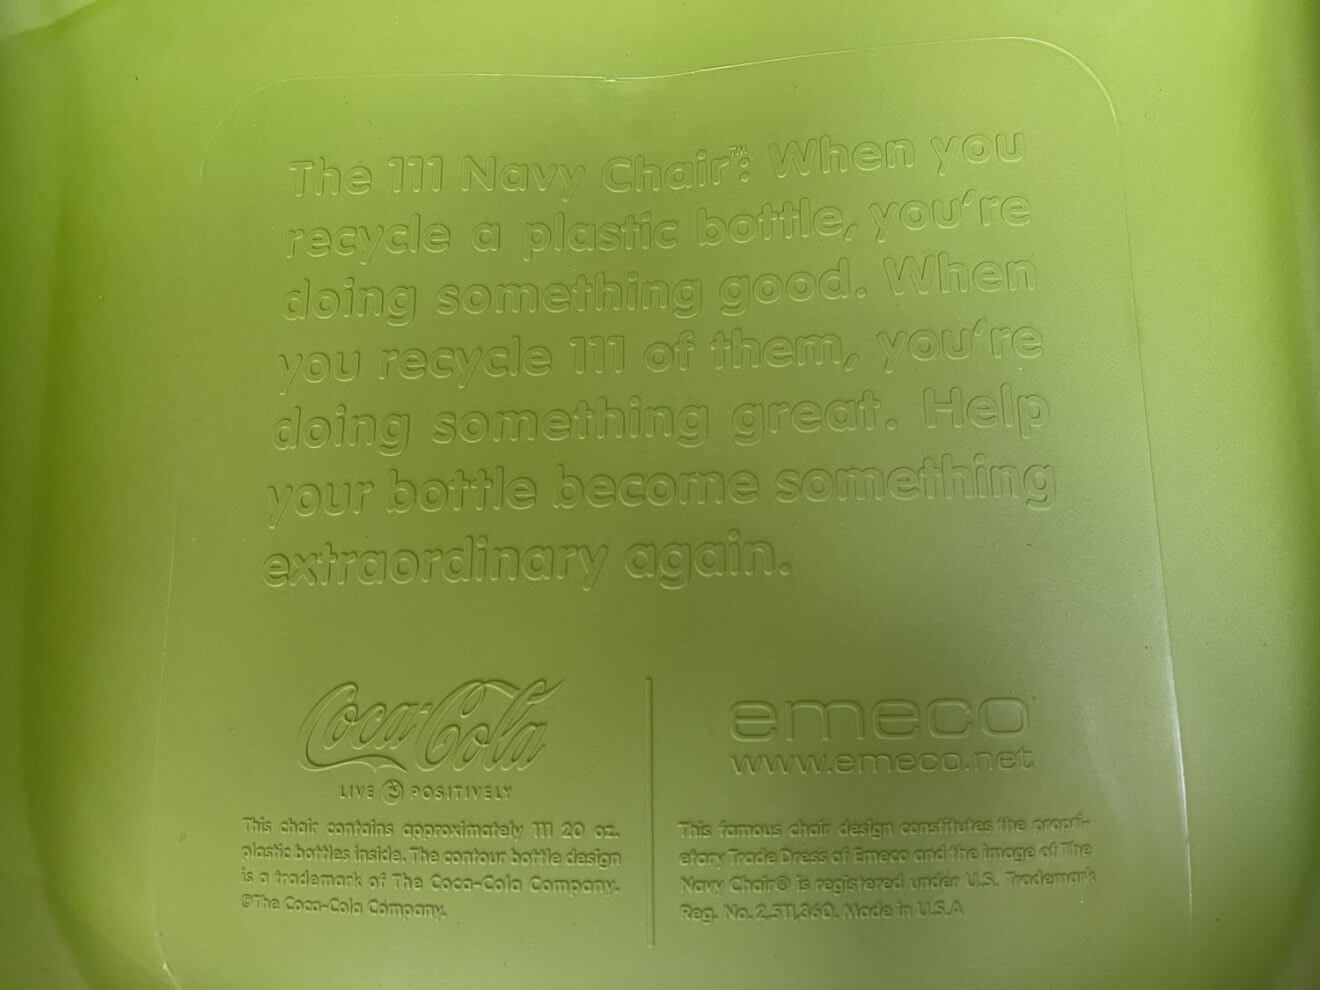 The 111 Navy Chair™: When you
recycle a plastic bottle, you're
doing something good. When
you recycle 111 of them, you're
doing something great. Help
your bottle become something
extraordinary again.
Coca-Cola
LIVE POSITIVELY
This chair contains approximately 111 20 oz.
plastic bottles inside. The contour bottle design
is a trademark of The Coca-Cola Company.
©The Coca-Cola Company.
emeco
www.emeco.net
This famous chair design constitutes the propri-
etary Trade Dress of Emeco and the image of The
Navy Chair® is registered under U.S. Trademark
Reg. No. 2,511,360. Made in U.S.A